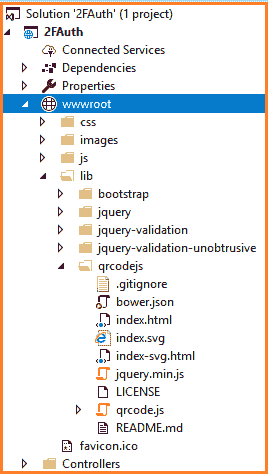 Solution '2FAuth' (1 project)
2FAuth
Connected Services
Dependencies
Properties
wwwroot
css
images
js
lib
bootstrap
jquery
jquery-validation
jquery-validation-unobtrusive
qrcodejs
.gitignore
bower.json
index.html
index.svg
index-svg.html
jquery.min.js
LICENSE
qrcode.js
README.md
favicon.ico
Controllers